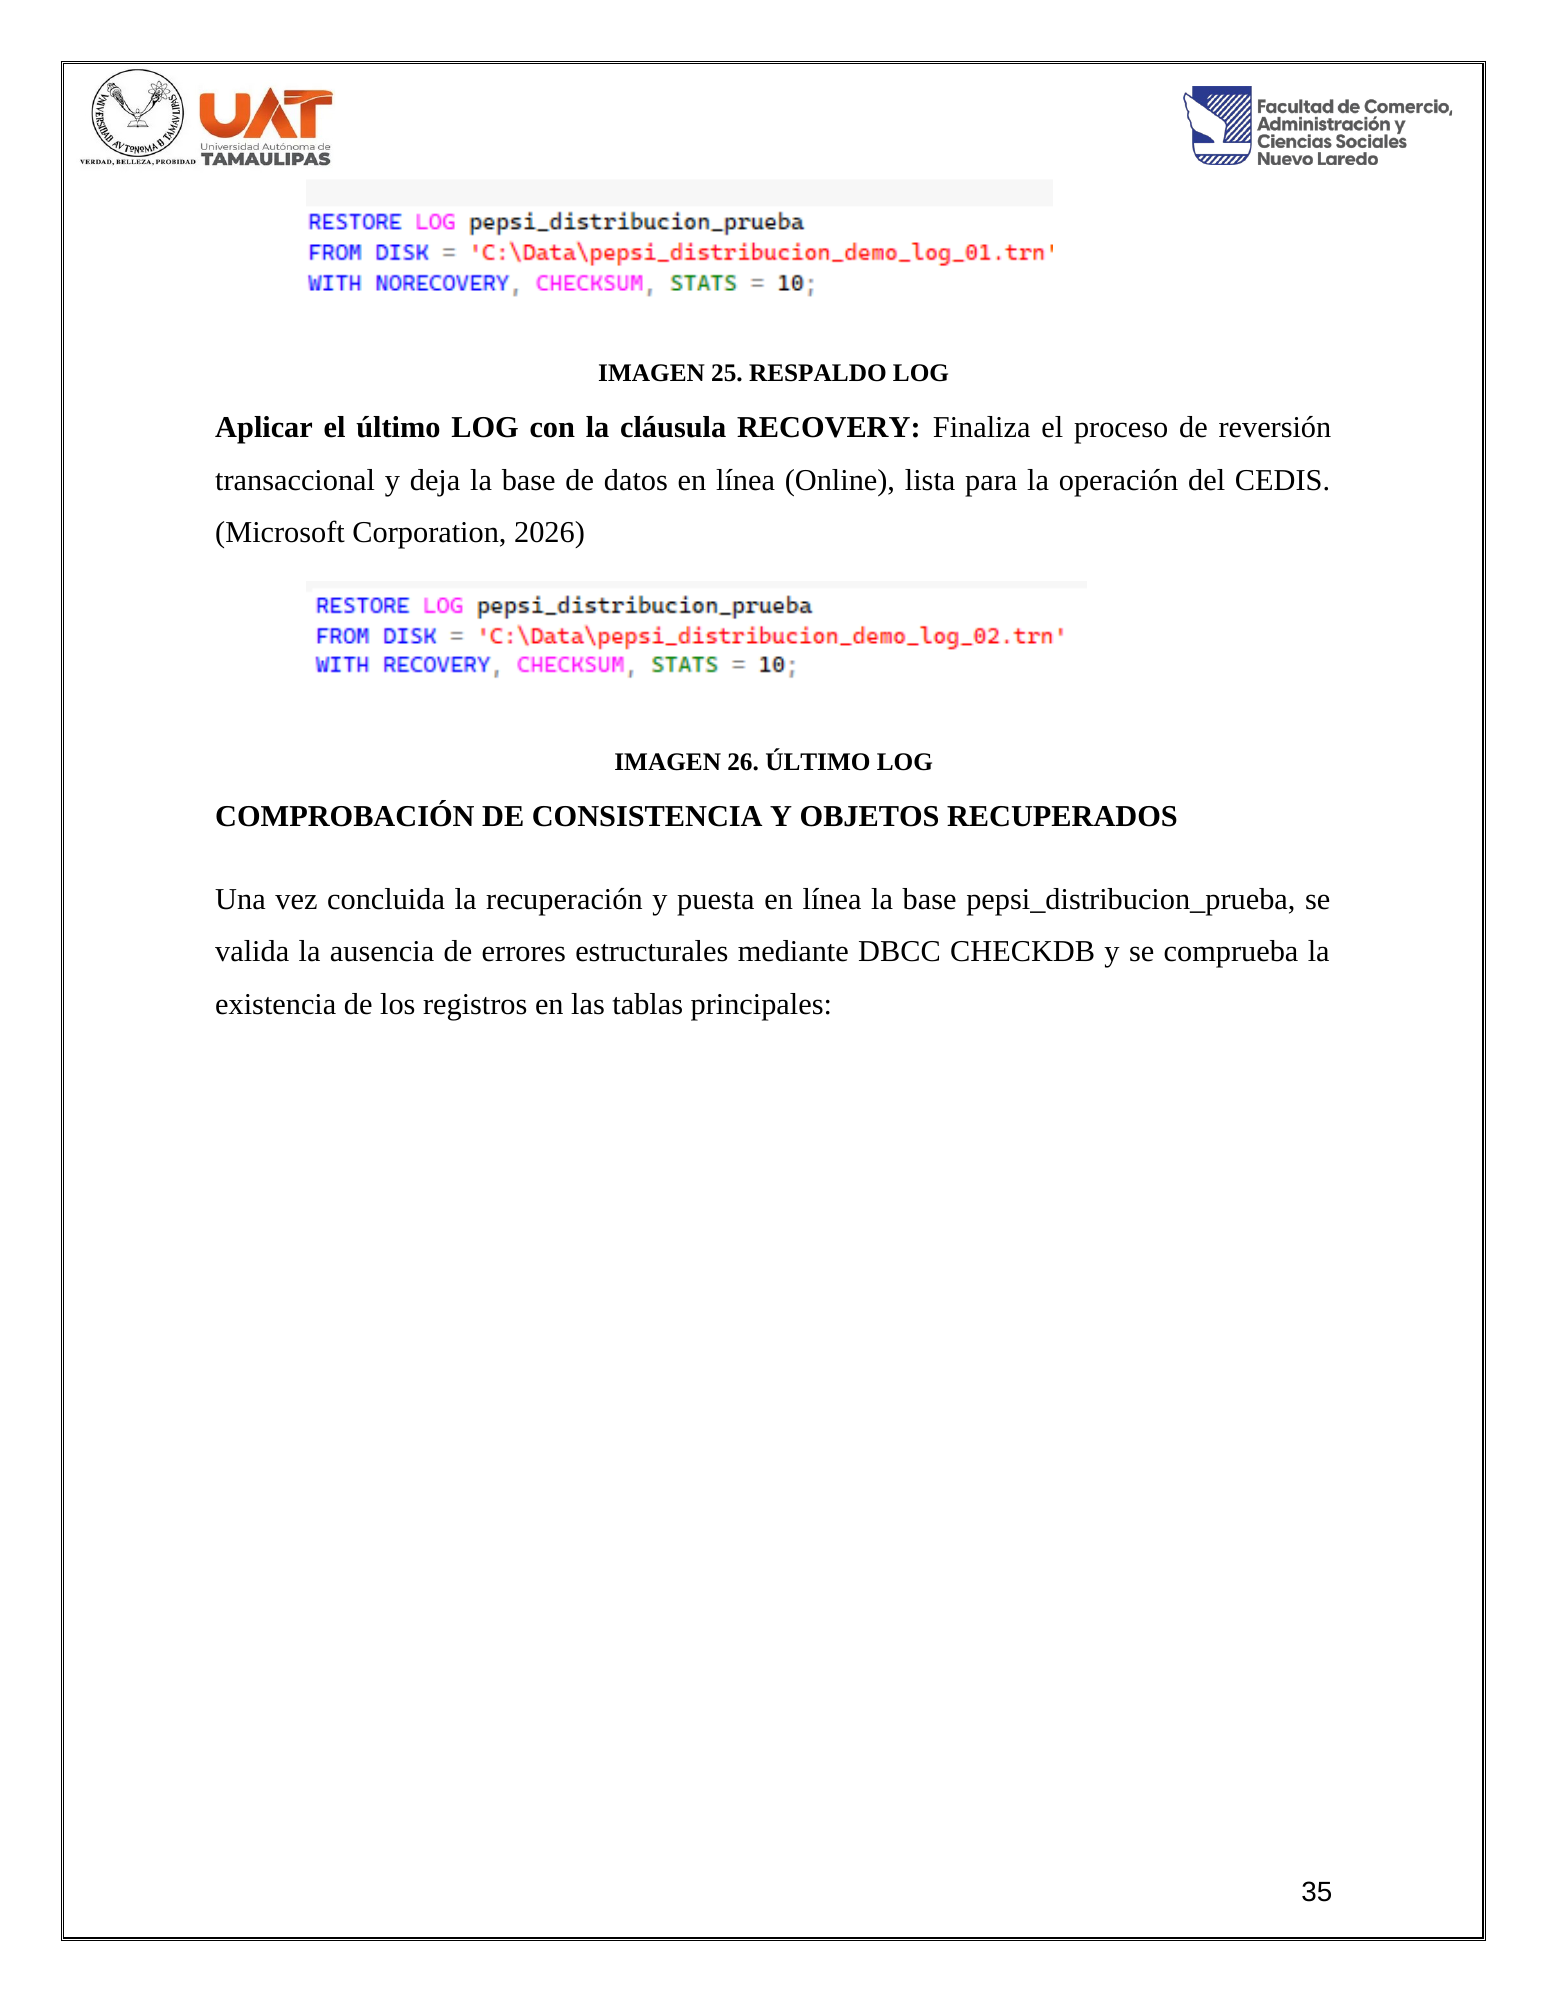 VNIVERSIDAD AVTONOMA D TAMAVLIPAS
VERDAD, BELLEZA, PROBIDAD
UAT
Universidad Autónoma de
TAMAULIPAS
Facultad de Comercio,
Administración y
Ciencias Sociales
Nuevo Laredo
RESTORE LOG pepsi_distribucion_prueba
FROM DISK = 'C:\Data\pepsi_distribucion_demo_log_01.trn'
WITH NORECOVERY, CHECKSUM, STATS = 10;
IMAGEN 25. RESPALDO LOG
Aplicar el último LOG con la cláusula RECOVERY: Finaliza el proceso de reversión
transaccional y deja la base de datos en línea (Online), lista para la operación del CEDIS.
(Microsoft Corporation, 2026)
RESTORE LOG pepsi_distribucion_prueba
FROM DISK = 'C:\Data\pepsi_distribucion_demo_log_02.trn'
WITH RECOVERY, CHECKSUM, STATS = 10;
IMAGEN 26. ÚLTIMO LOG
COMPROBACIÓN DE CONSISTENCIA Y OBJETOS RECUPERADOS
Una vez concluida la recuperación y puesta en línea la base pepsi_distribucion_prueba, se
valida la ausencia de errores estructurales mediante DBCC CHECKDB y se comprueba la
existencia de los registros en las tablas principales:
35